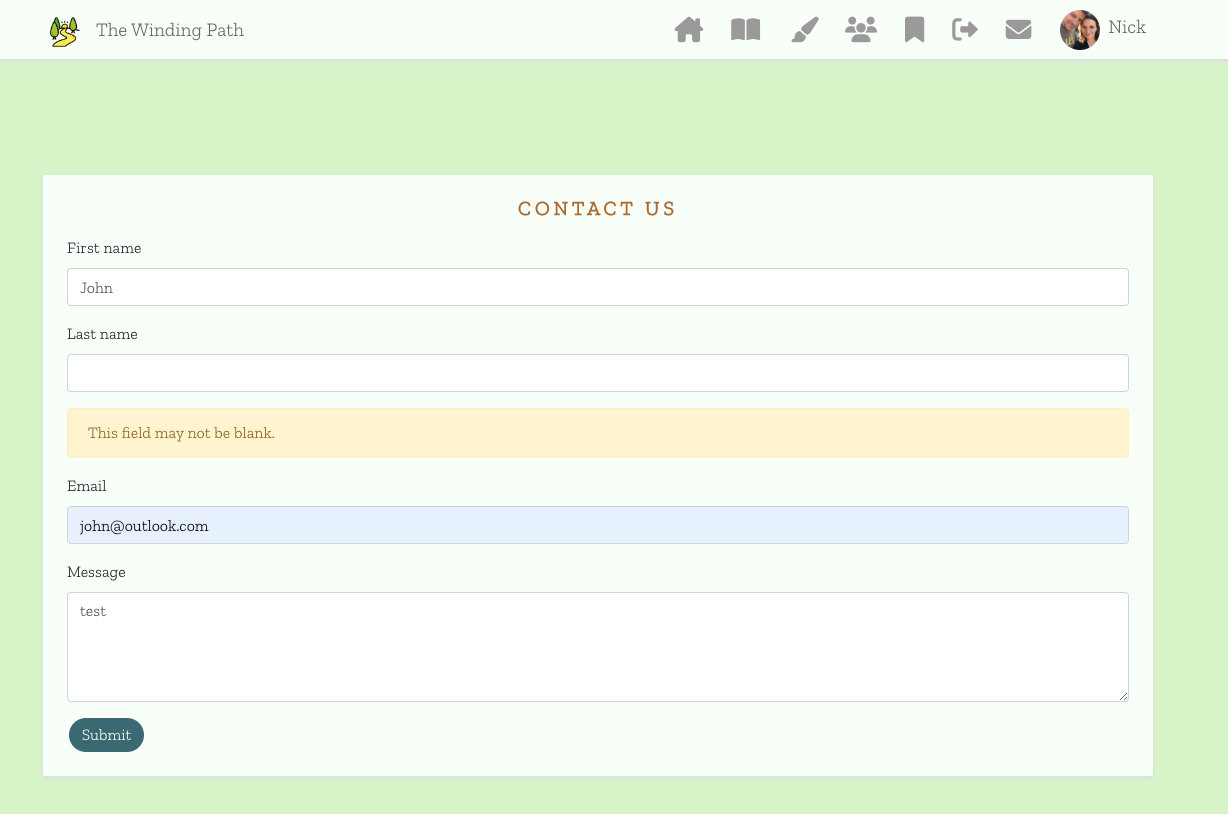 The Winding Path
Nick
CONTACT US
First name
John
Last name
This field may not be blank.
Email
john@outlook.com
Message
test
Submit